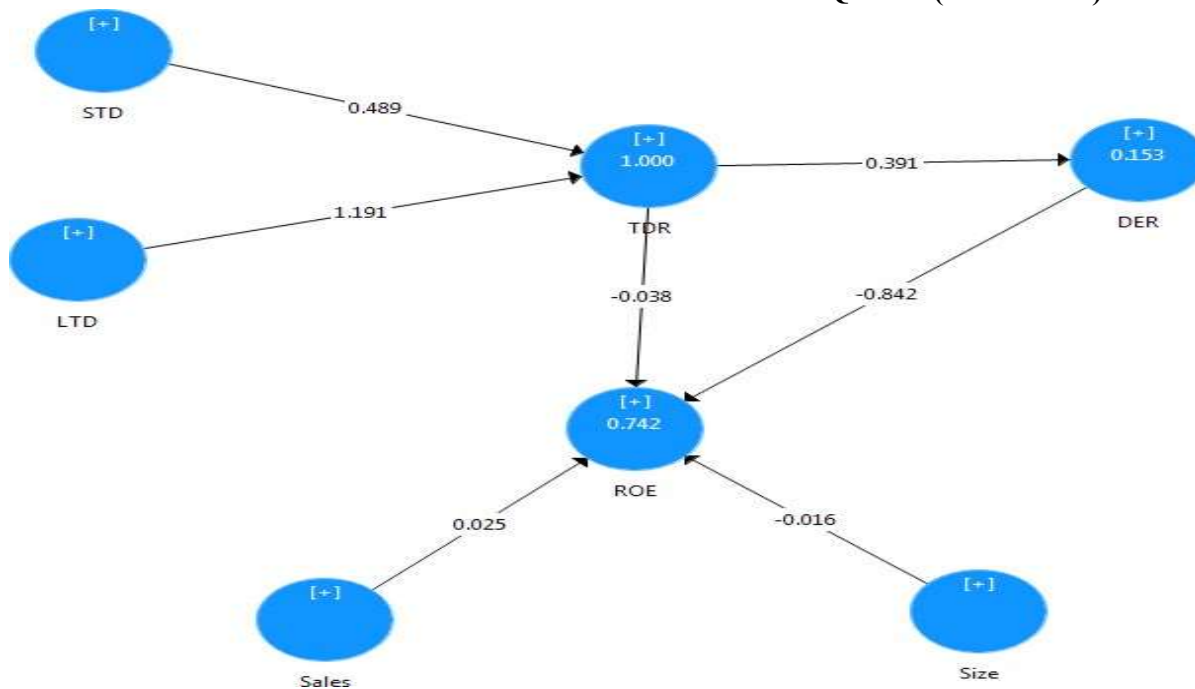 [+]
STD
0.489
[+]
1.000
TDR
0.391
[+]
0.153
DER
[+]
LTD
1.191
-0.038
-0.842
[+]
0.742
ROE
0.025
-0.016
[+]
Sales
[+]
Size